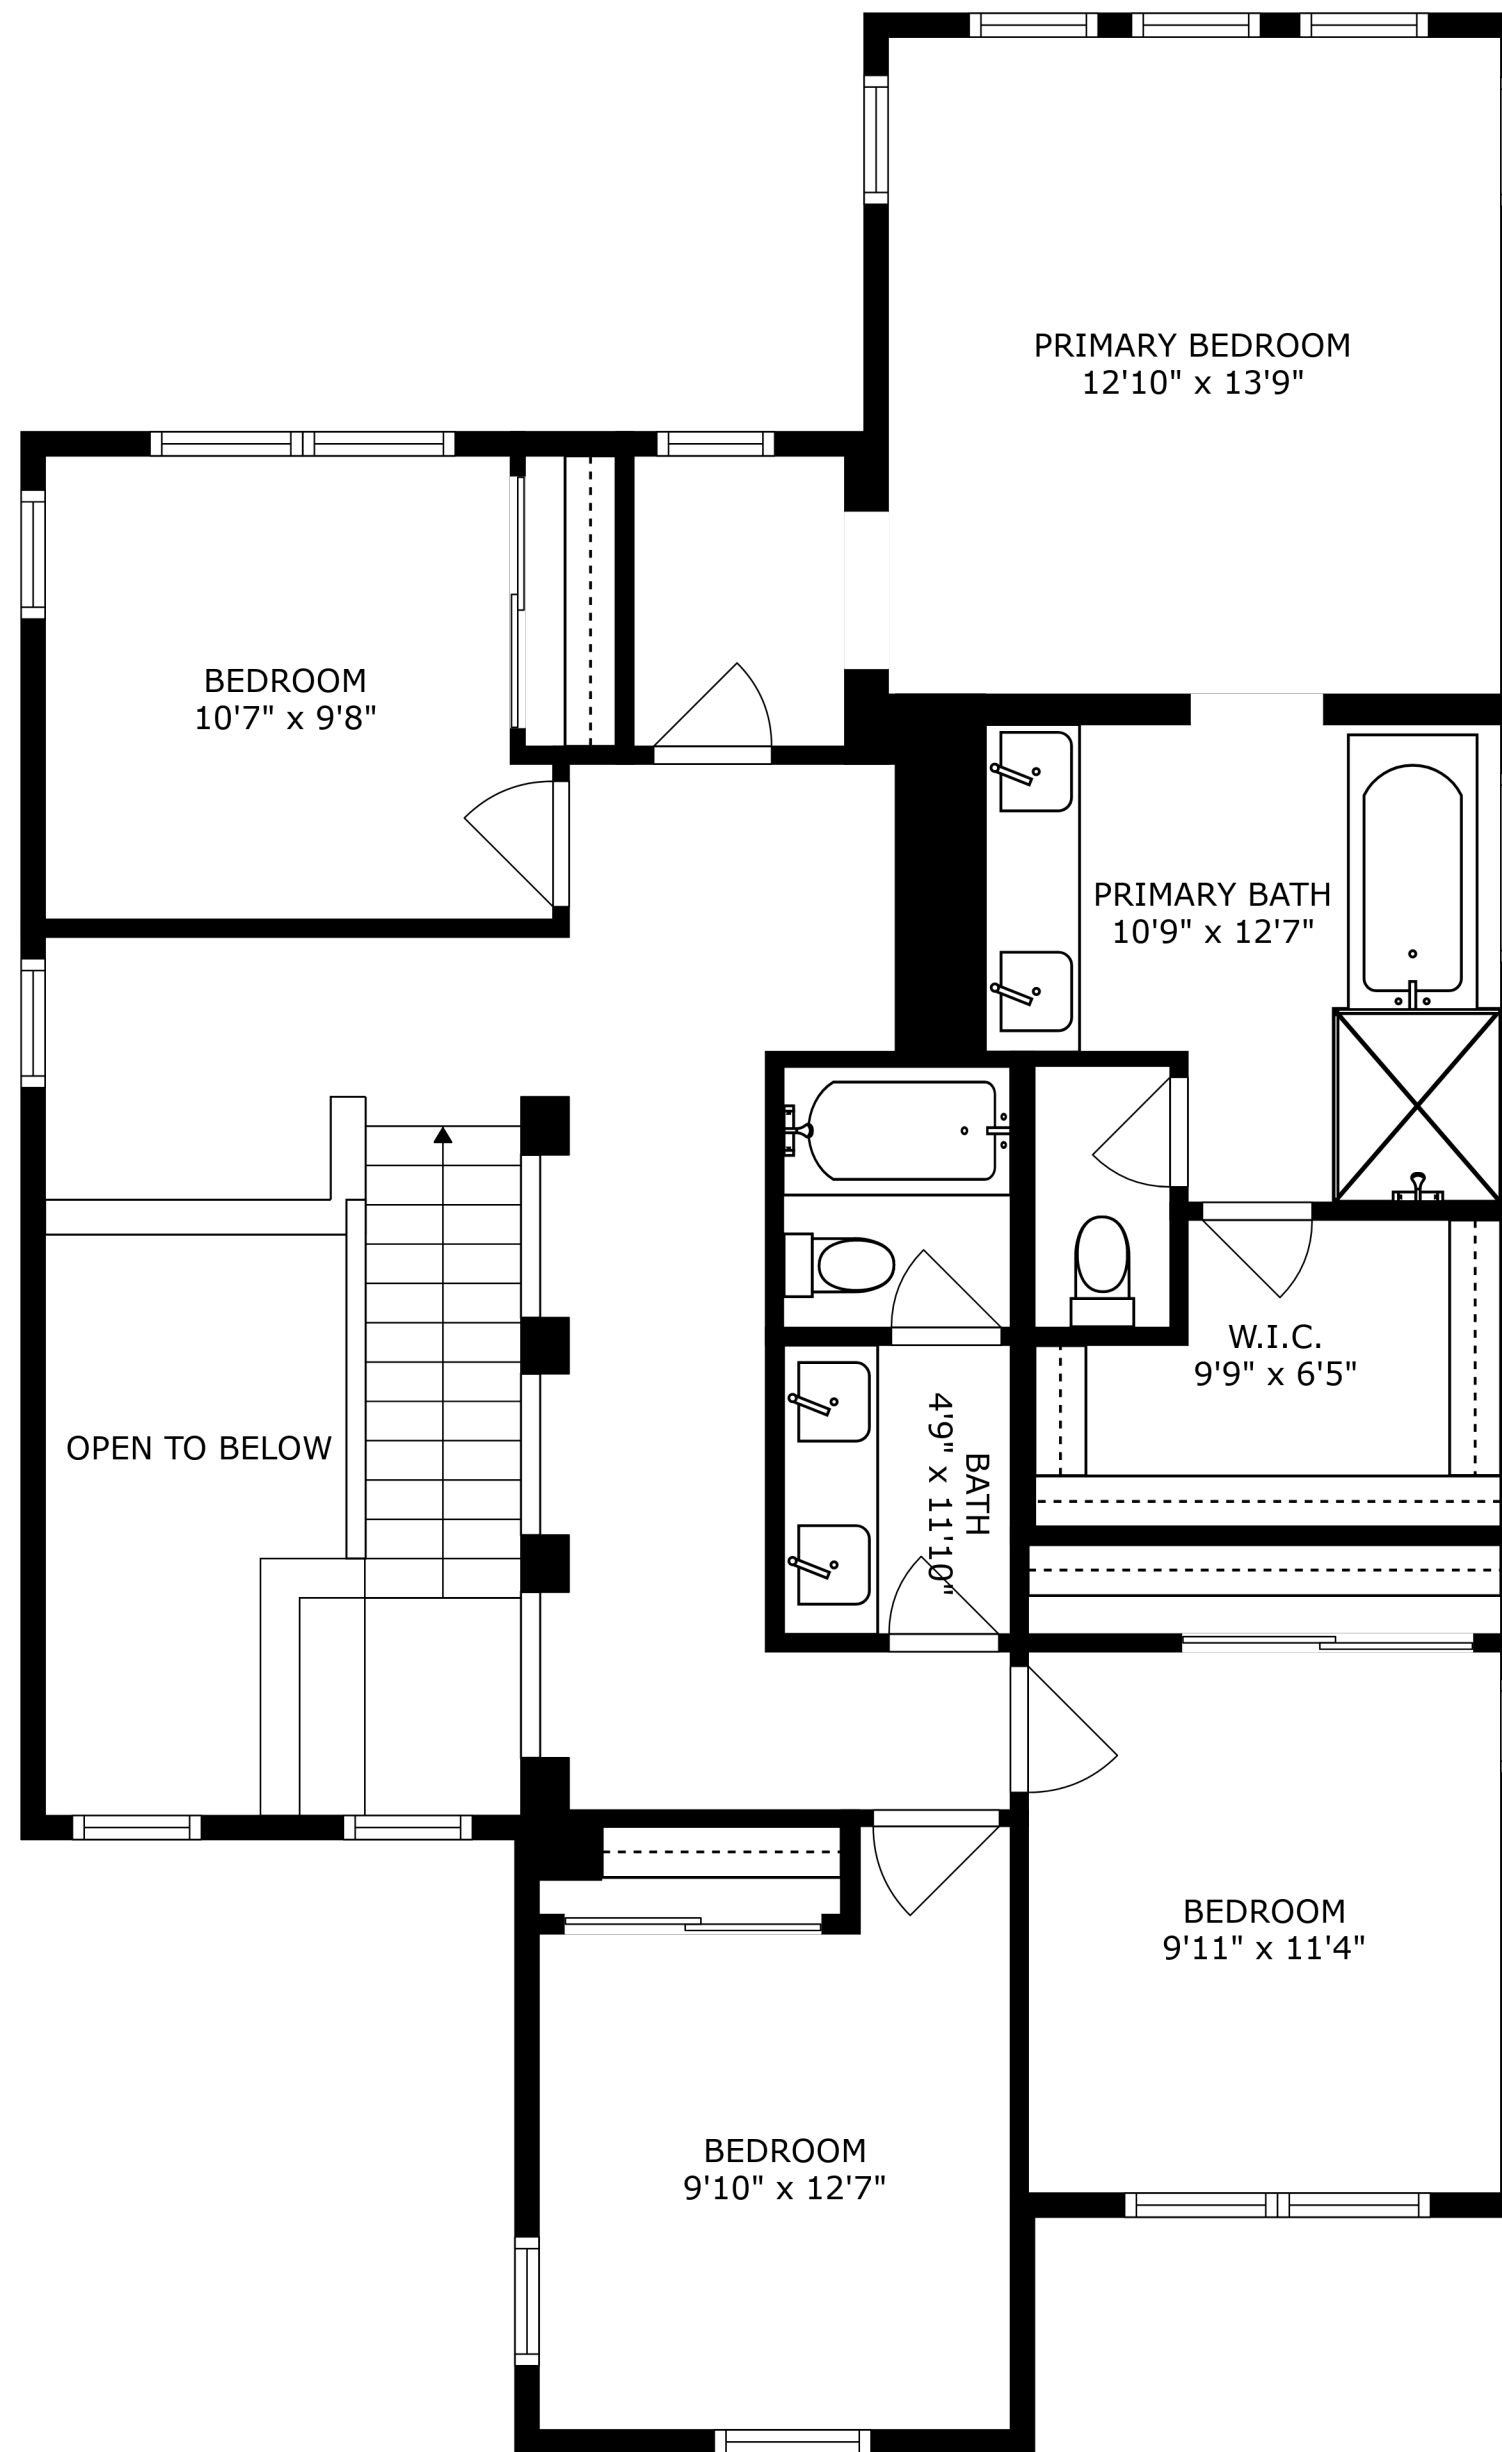 PRIMARY BEDROOM
12'10" x 13'9"
BEDROOM
10'7" x 9'8"
PRIMARY BATH
10'9" x 12'7"
W.I.C.
9'9" x 6'5"
BATH
4'9" x 11'10"
OPEN TO BELOW
BEDROOM
9'11" x 11'4"
BEDROOM
9'10" x 12'7"